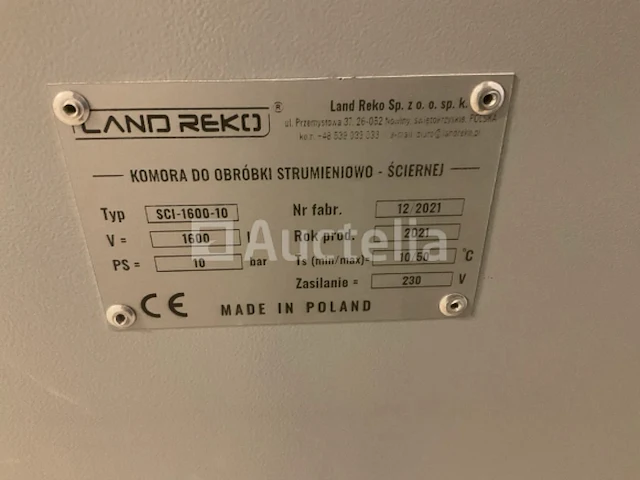 LAND REKO ®
Land Reko Sp. z o. o. sp. k.
ul. Przemysłowa 37, 26-052 Nowiny, świętokrzyskie, POLSKA
KOMORA DO OBRÓBKI STRUMIENIOWO - ŚCIERNEJ
Typ SCI-1600-10 Nr fabr. 12/2021
V = 1600 l Rok prod. 2021
PS = 10 bar Ts (min/max)= 10/50 °C
Zasilanie = 230 V
CE MADE IN POLAND
Auctelia